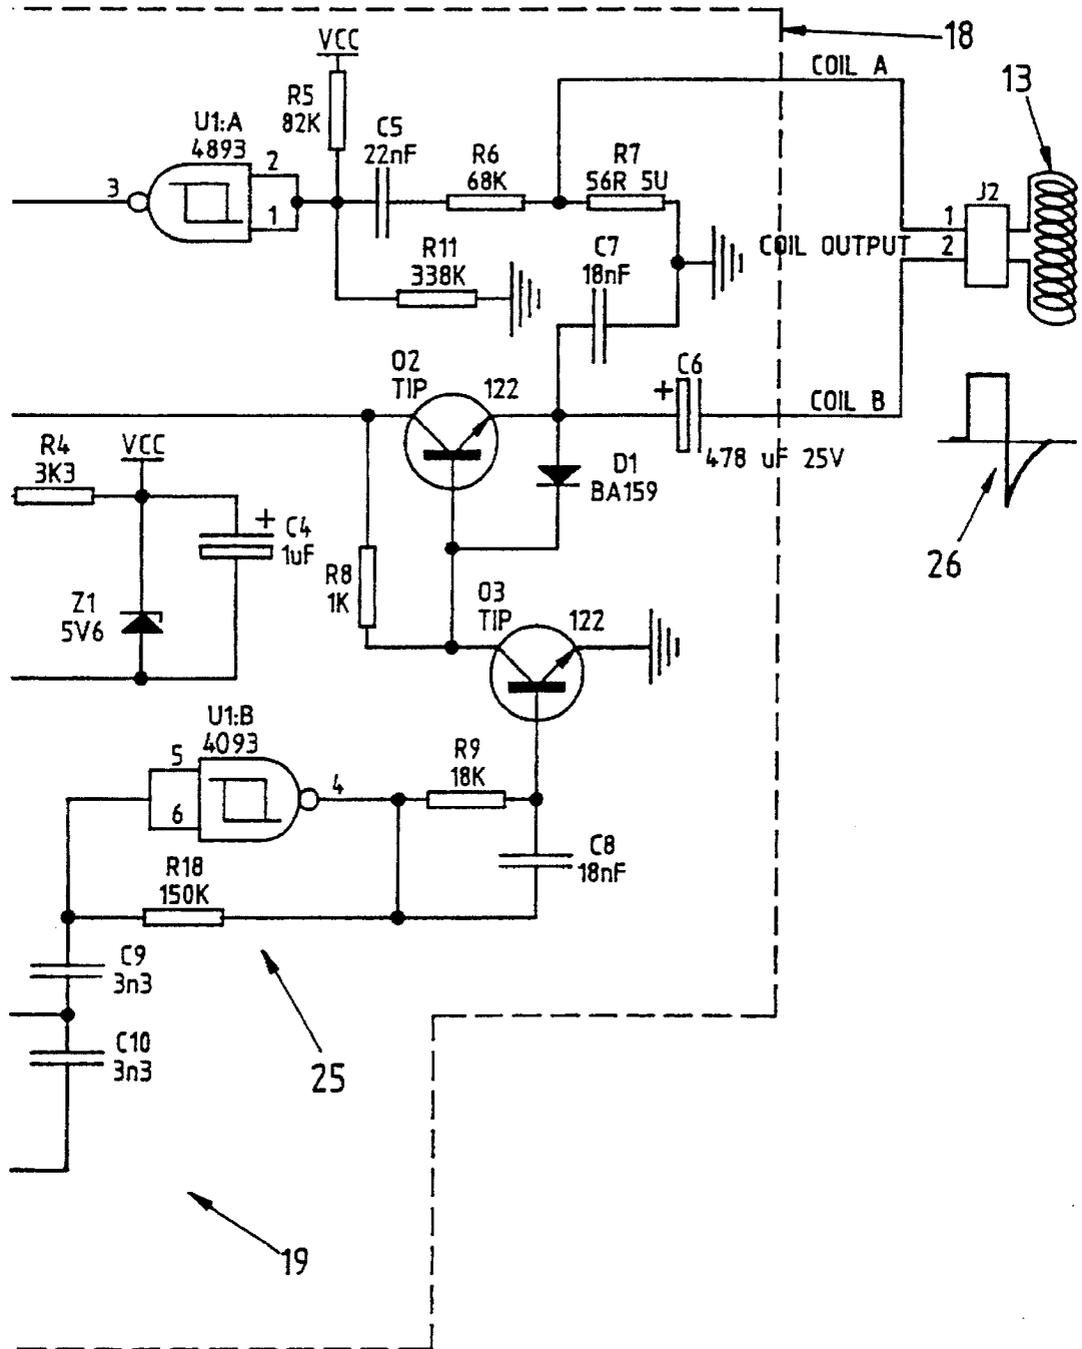 18
VCC
COIL A
13
R5
82K
U1:A
4893
C5
22nF
R6
68K
R7
56R 5U
2
3
1
J2
1
COIL OUTPUT 2
R11
338K
C7
18nF
O2
TIP 122
C6
+
COIL B
478 uF 25V
R4
3K3
VCC
D1
BA159
+
C4
1uF
26
R8
1K
Z1
5V6
O3
TIP 122
U1:B
4093
5
6
4
R9
18K
C8
18nF
R18
150K
C9
3n3
C10
3n3
25
19